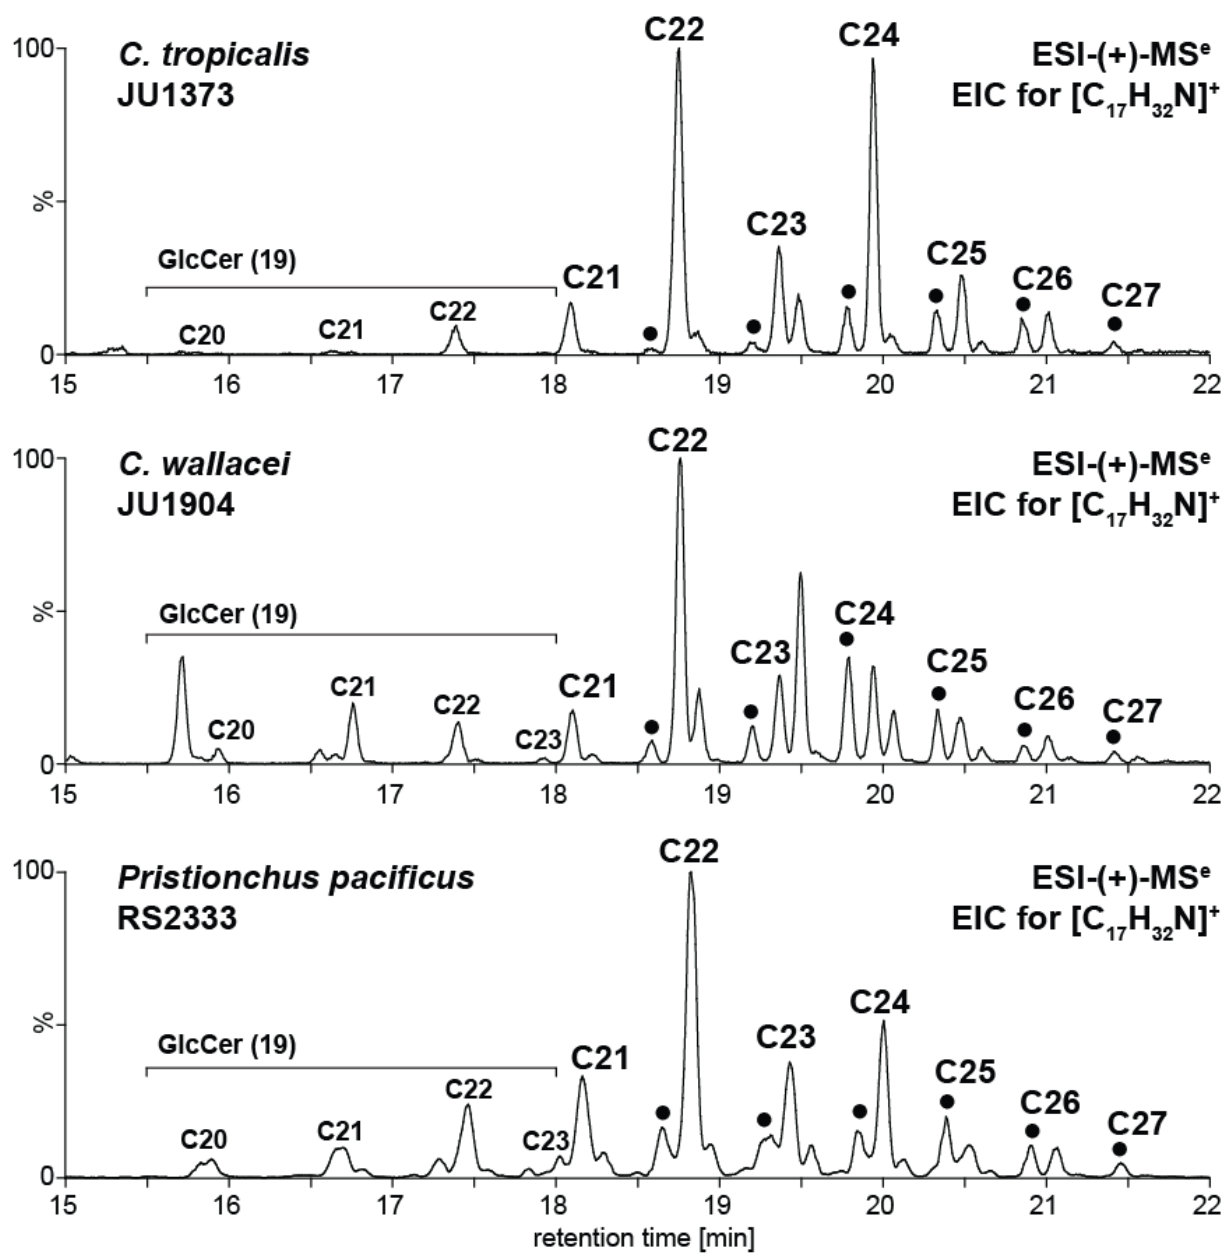 C. tropicalis
JU1373
ESI-(+)-MSᵉ
EIC for [C₁₇H₃₂N]⁺
100
%
0
GlcCer (19)
C20
C21
C22
C21
C22
C23
C24
C25
C26
C27
15 16 17 18 19 20 21 22
C. wallacei
JU1904
ESI-(+)-MSᵉ
EIC for [C₁₇H₃₂N]⁺
100
%
0
GlcCer (19)
C20
C21
C22
C23
C21
C22
C23
C24
C25
C26
C27
15 16 17 18 19 20 21 22
Pristionchus pacificus
RS2333
ESI-(+)-MSᵉ
EIC for [C₁₇H₃₂N]⁺
100
%
0
GlcCer (19)
C20
C21
C22
C23
C21
C22
C23
C24
C25
C26
C27
15 16 17 18 19 20 21 22
retention time [min]